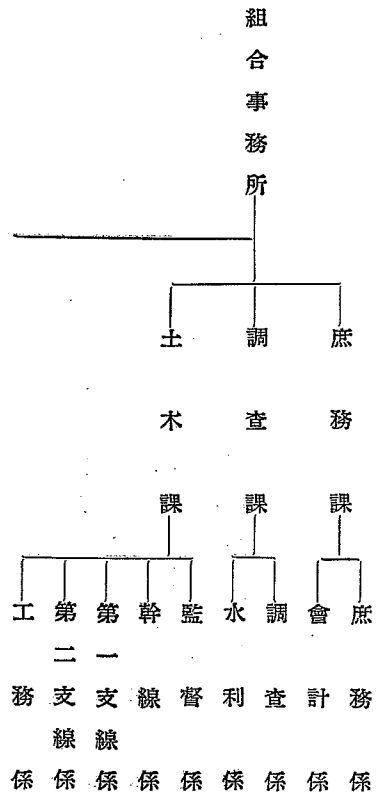 組合事務所
庶務課
調査課
土木課
庶務係
會計係
調査係
水利係
監督係
幹線係
第一支線係
第二支線係
工務係